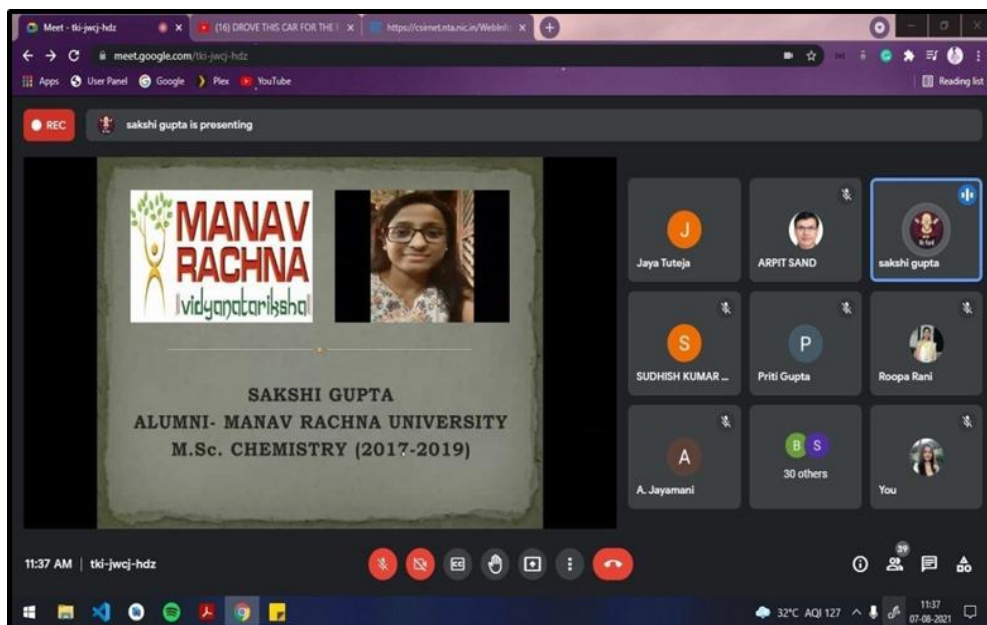 Meet - tki-jwcj-hdz
(16) DROVE THIS CAR FOR THE
https://csirnet.nta.nic.in/WebInfo
meet.google.com/tki-jwcj-hdz
Apps User Panel Google Plex YouTube Reading list
REC sakshi gupta is presenting
MANAV
RACHNA
vidyanatariksha
SAKSHI GUPTA
ALUMNI- MANAV RACHNA UNIVERSITY
M.Sc. CHEMISTRY (2017-2019)
J
Jaya Tuteja
ARPIT SAND
sakshi gupta
S
SUDHISH KUMAR ...
P
Priti Gupta
Roopa Rani
A
A. Jayamani
B S
30 others
You
11:37 AM | tki-jwcj-hdz
CC
39
32°C AQI 127
11:37
07-08-2021